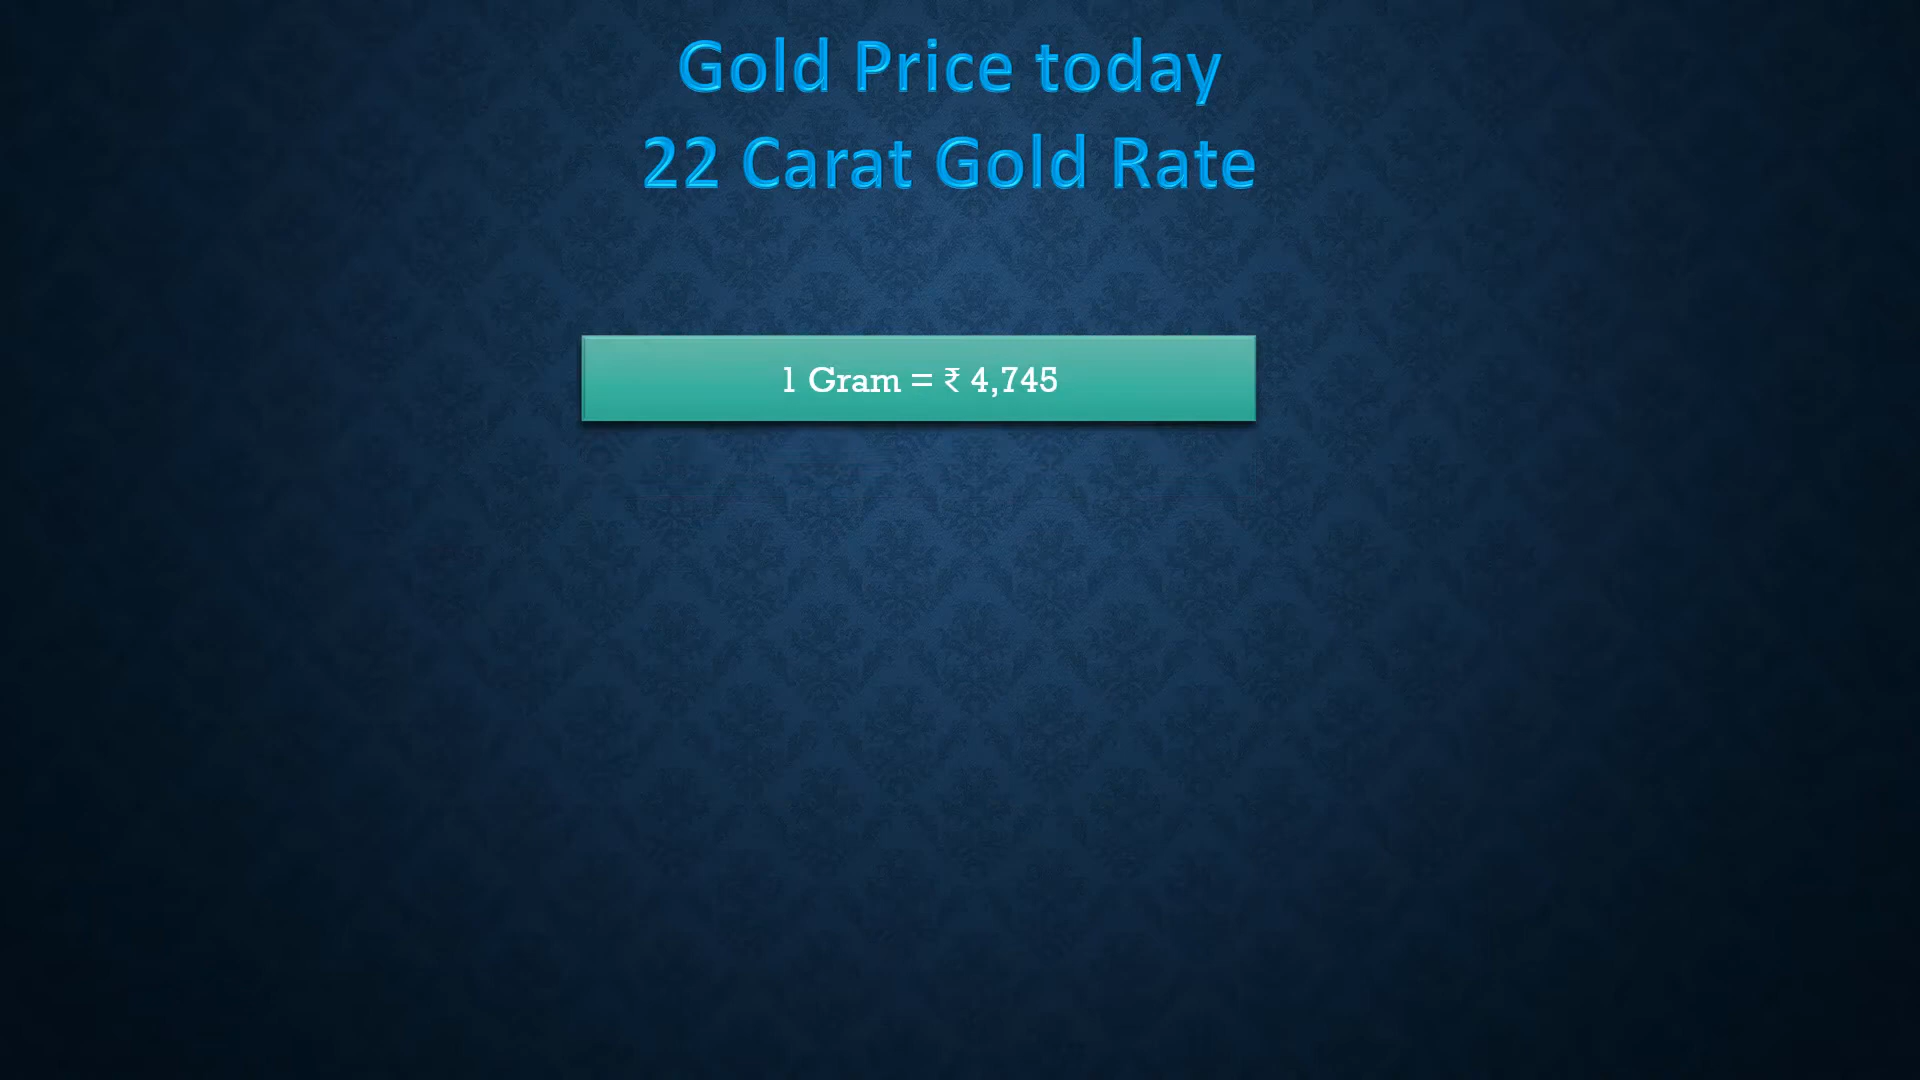 Gold Price today
22 Carat Gold Rate
1 Gram = ₹ 4,745